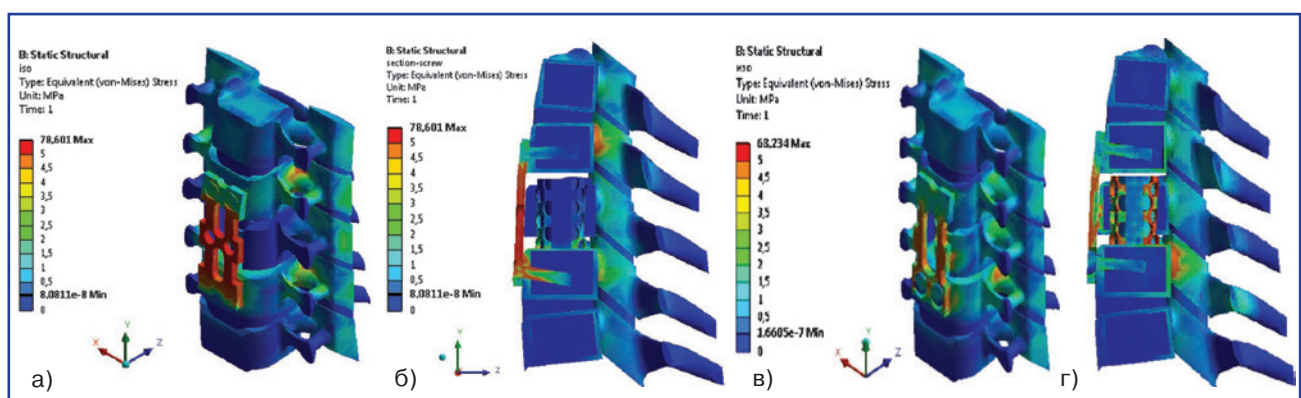 B: Static Structural
iso
Type: Equivalent (von-Mises) Stress
Unit: MPa
Time: 1
78,601 Max
5
4,5
4
3,5
3
2,5
2
1,5
1
0,5
8,0811e-8 Min
0
X
Y
Z
а)
B: Static Structural
section-screw
Type: Equivalent (von-Mises) Stress
Unit: MPa
Time: 1
78,601 Max
5
4,5
4
3,5
3
2,5
2
1,5
1
0,5
8,0811e-8 Min
0
Y
Z
б)
B: Static Structural
изо
Type: Equivalent (von-Mises) Stress
Unit: MPa
Time: 1
68,234 Max
5
4,5
4
3,5
3
2,5
2
1,5
1
0,5
1,6605e-7 Min
0
X
Y
Z
в)
г)